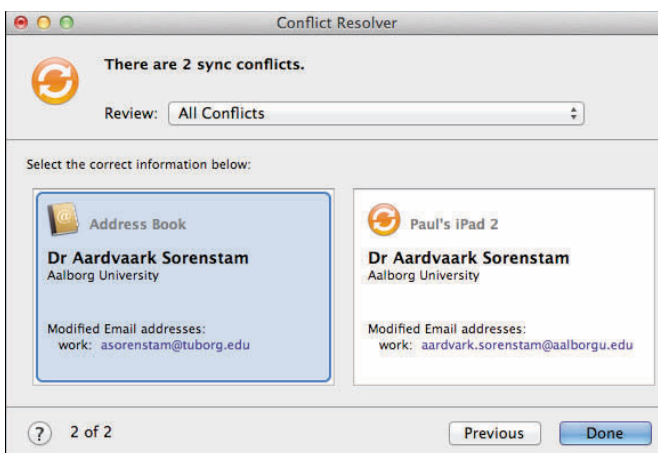 Conflict Resolver
There are 2 sync conflicts.
Review: All Conflicts
Select the correct information below:
Address Book
Dr Aardvaark Sorenstam
Aalborg University
Modified Email addresses:
work: asorenstam@tuborg.edu
Paul's iPad 2
Dr Aardvaark Sorenstam
Aalborg University
Modified Email addresses:
work: aardvark.sorenstam@aalborgu.edu
? 2 of 2 Previous Done